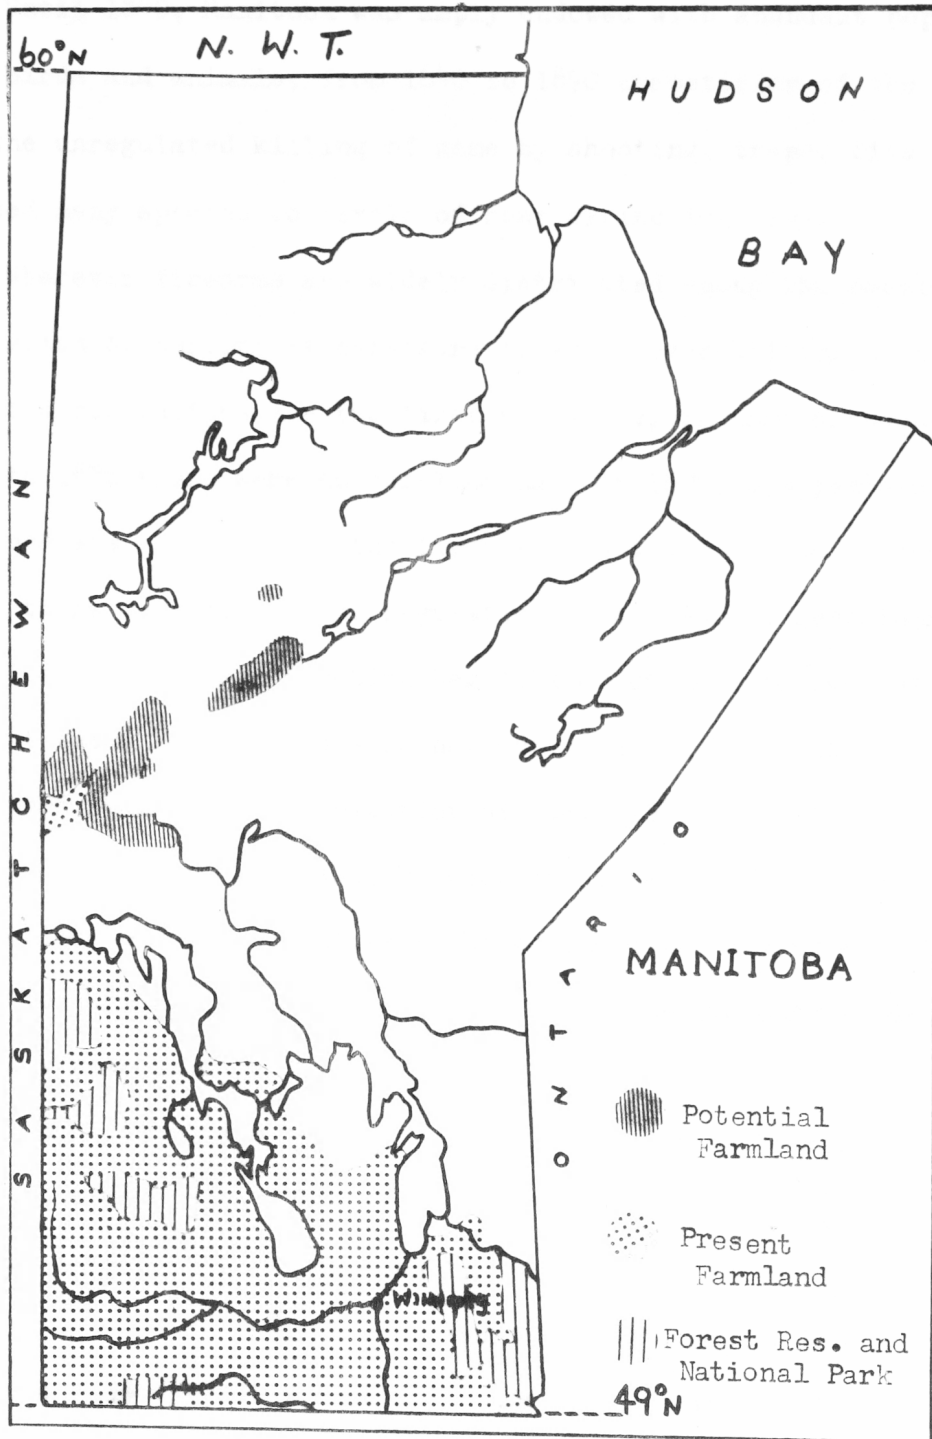 60°N
N. W. T.
HUDSON
BAY
SASKATCHEWAN
ONTARIO
MANITOBA
Potential
Farmland
Present
Farmland
Forest Res. and
National Park
49°N